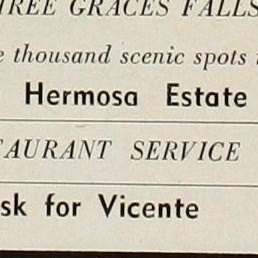 REE GRACES FALLS
e thousand scenic spots
Hermosa Estate
AURANT SERVICE
sk for Vicente